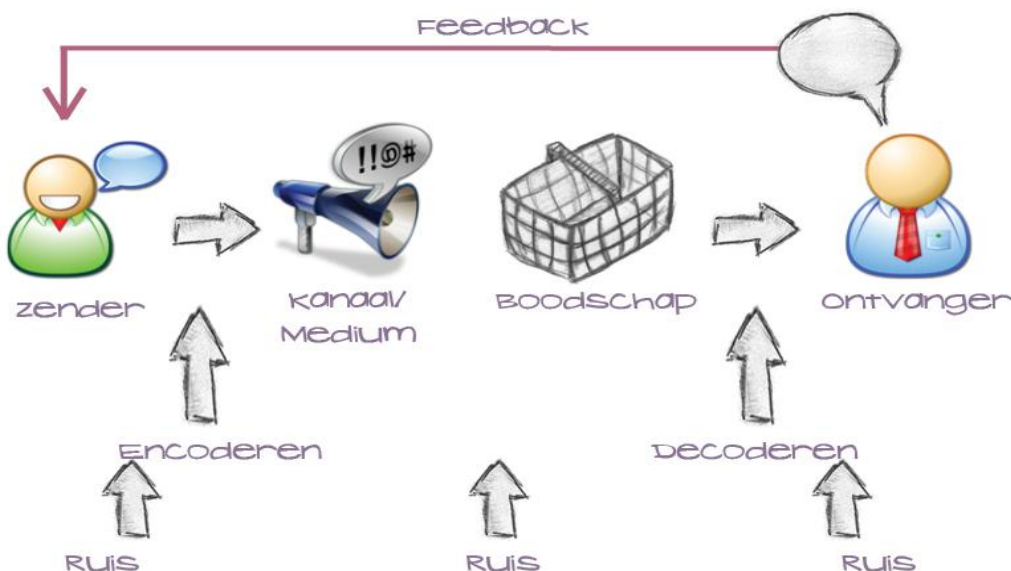 Feedback
!!@#
Zender
Kanaal/
Medium
Boodschap
Ontvanger
Encoderen
Decoderen
Ruis
Ruis
Ruis